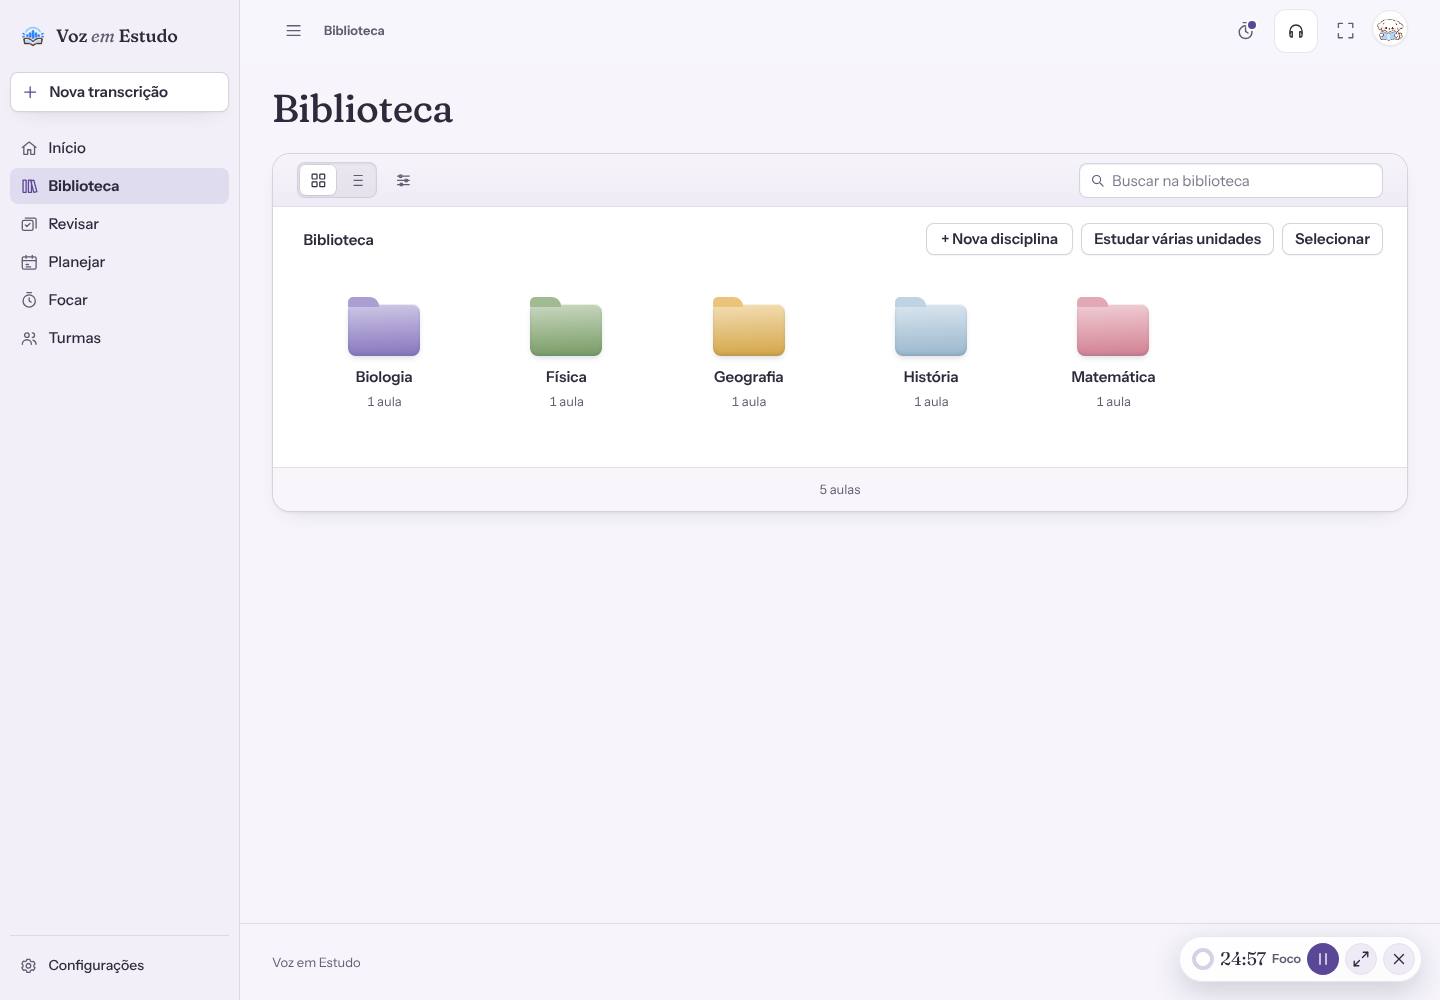 Voz em Estudo
Biblioteca
Nova transcrição
Início
Biblioteca
Revisar
Planejar
Focar
Turmas
Configurações
Biblioteca
Buscar na biblioteca
Biblioteca
+ Nova disciplina
Estudar várias unidades
Selecionar
Biologia
1 aula
Física
1 aula
Geografia
1 aula
História
1 aula
Matemática
1 aula
5 aulas
Voz em Estudo
24:57 Foco